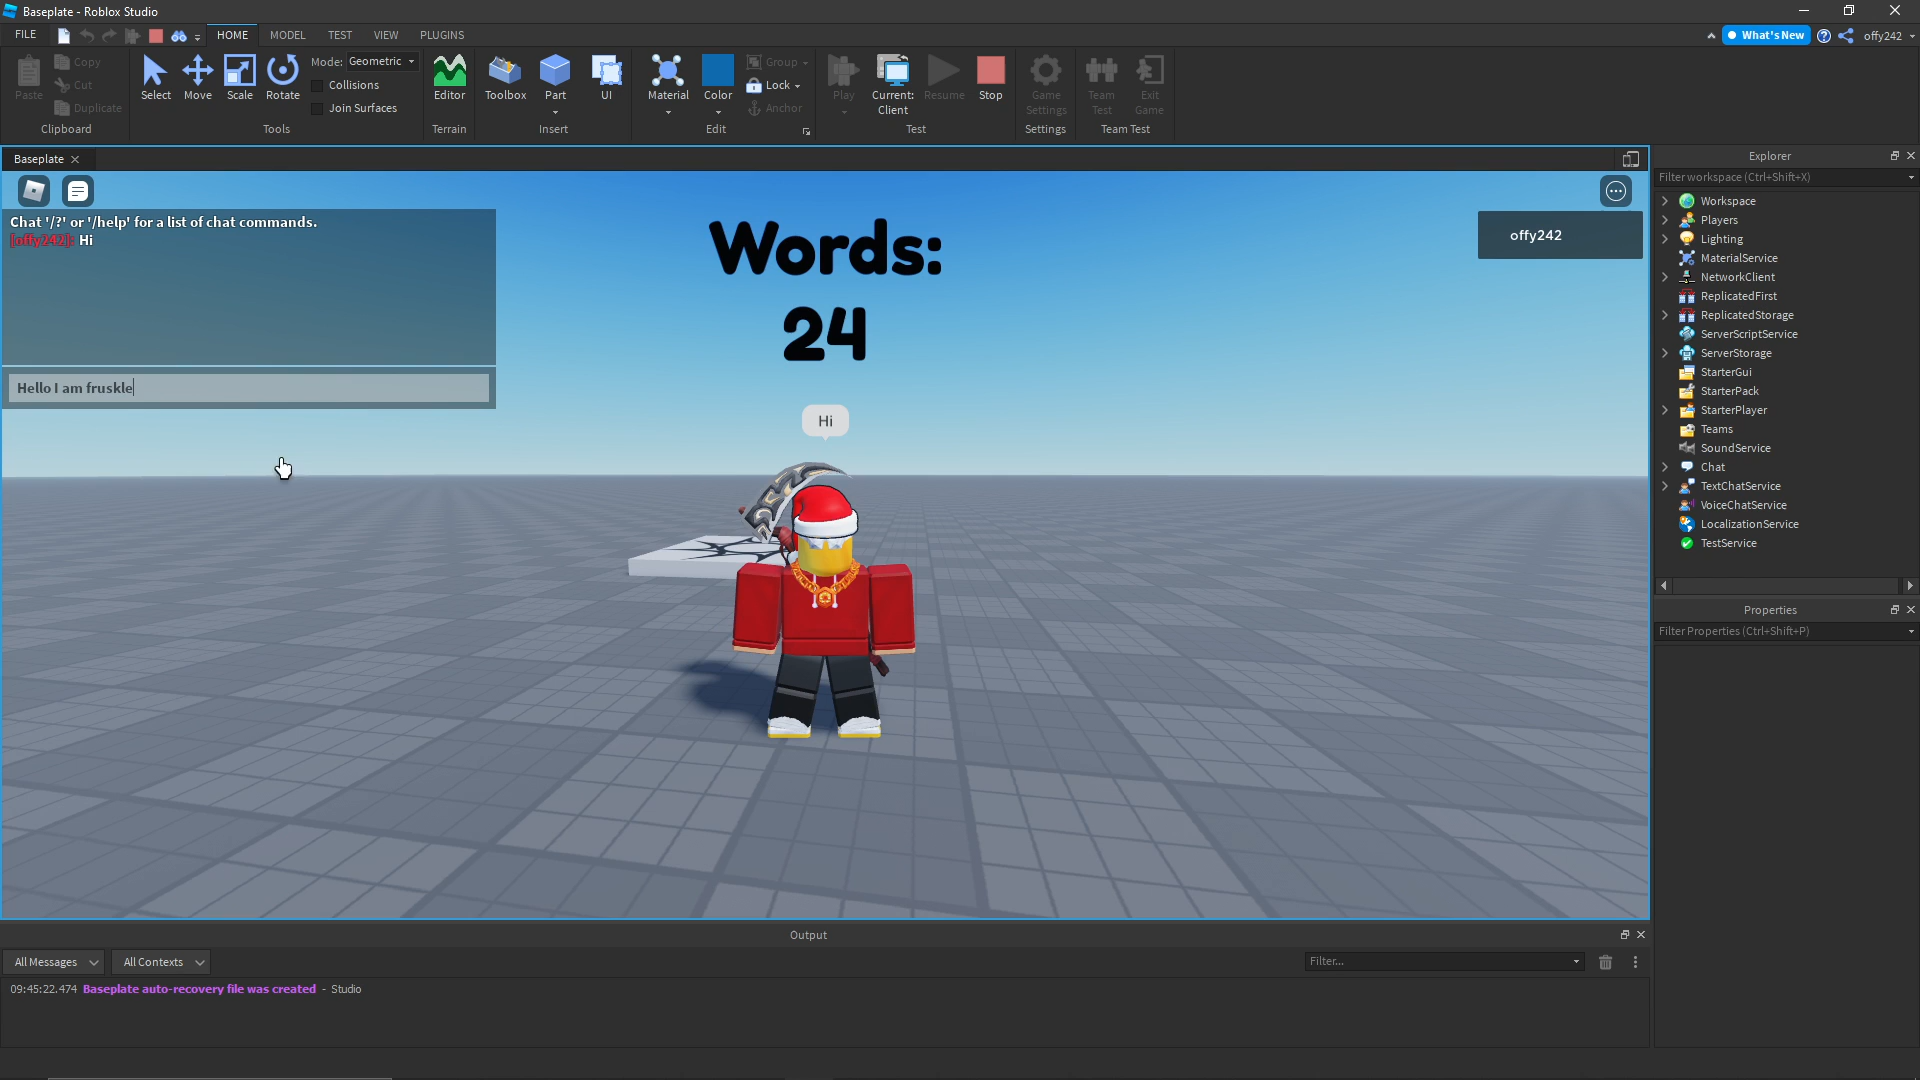 Baseplate - Roblox Studio
FILE HOME MODEL TEST VIEW PLUGINS What's New offy242
Paste Copy Cut Duplicate
Clipboard
Select Move Scale Rotate Mode: Geometric
Collisions
Join Surfaces
Tools
Editor
Terrain
Toolbox Part UI
Insert
Material Color Group Lock Anchor
Edit
Play Current: Client Resume Stop
Test
Game Settings
Settings
Team Test Exit Game
Team Test
Baseplate
Chat '/?' or '/help' for a list of chat commands.
[offy242]: Hi
Hello I am fruskle
Words:
24
Hi
offy242
Explorer
Filter workspace (Ctrl+Shift+X)
Workspace
Players
Lighting
MaterialService
NetworkClient
ReplicatedFirst
ReplicatedStorage
ServerScriptService
ServerStorage
StarterGui
StarterPack
StarterPlayer
Teams
SoundService
Chat
TextChatService
VoiceChatService
LocalizationService
TestService
Properties
Filter Properties (Ctrl+Shift+P)
Output
All Messages All Contexts Filter...
09:45:22.474 Baseplate auto-recovery file was created - Studio